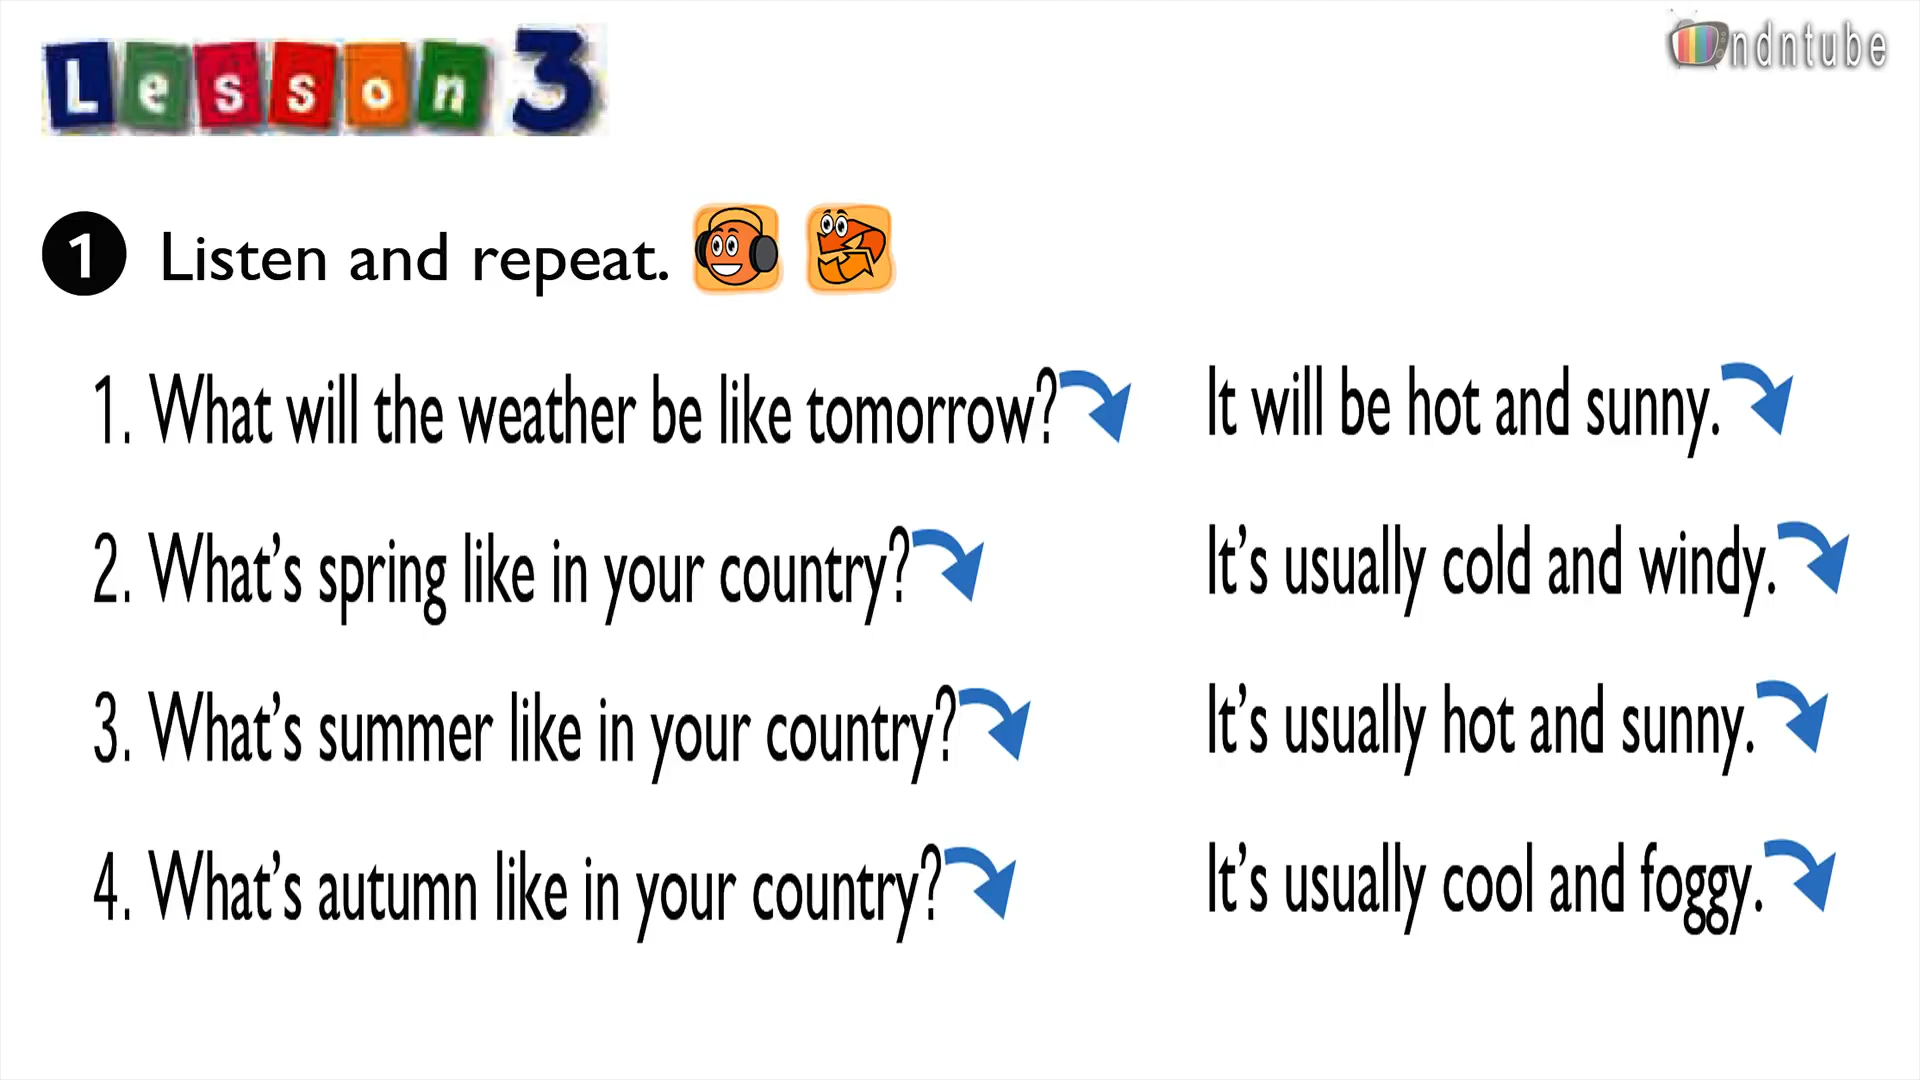 Lesson 3
ndntube
1 Listen and repeat.
1. What will the weather be like tomorrow? It will be hot and sunny.
2. What's spring like in your country? It's usually cold and windy.
3. What's summer like in your country? It's usually hot and sunny.
4. What's autumn like in your country? It's usually cool and foggy.